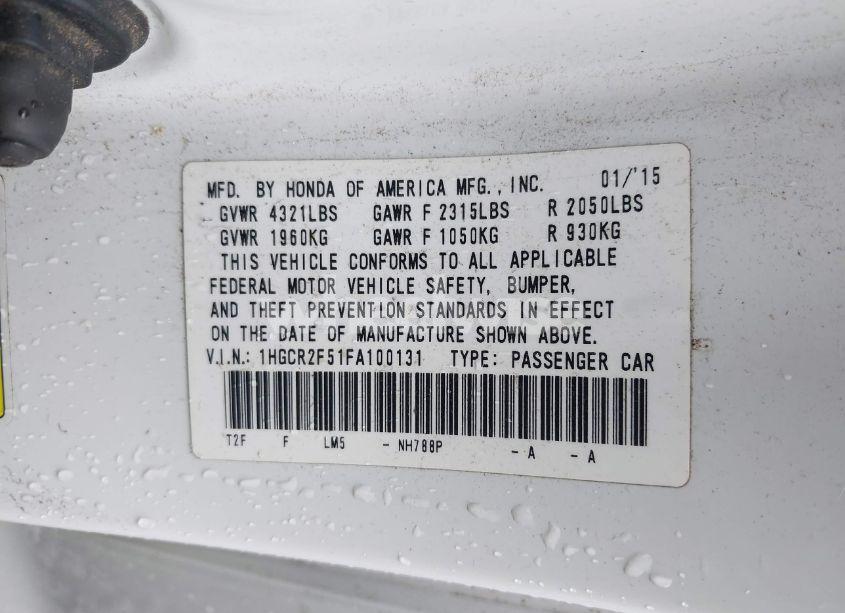 MFD. BY HONDA OF AMERICA MFG., INC. 01/'15
GVWR 4321LBS GAWR F 2315LBS R 2050LBS
GVWR 1960KG GAWR F 1050KG R 930KG
THIS VEHICLE CONFORMS TO ALL APPLICABLE
FEDERAL MOTOR VEHICLE SAFETY, BUMPER,
AND THEFT PREVENTION STANDARDS IN EFFECT
ON THE DATE OF MANUFACTURE SHOWN ABOVE.
V.I.N.: 1HGCR2F51FA100131 TYPE: PASSENGER CAR
T2F F LM5 - NH788P - A - A